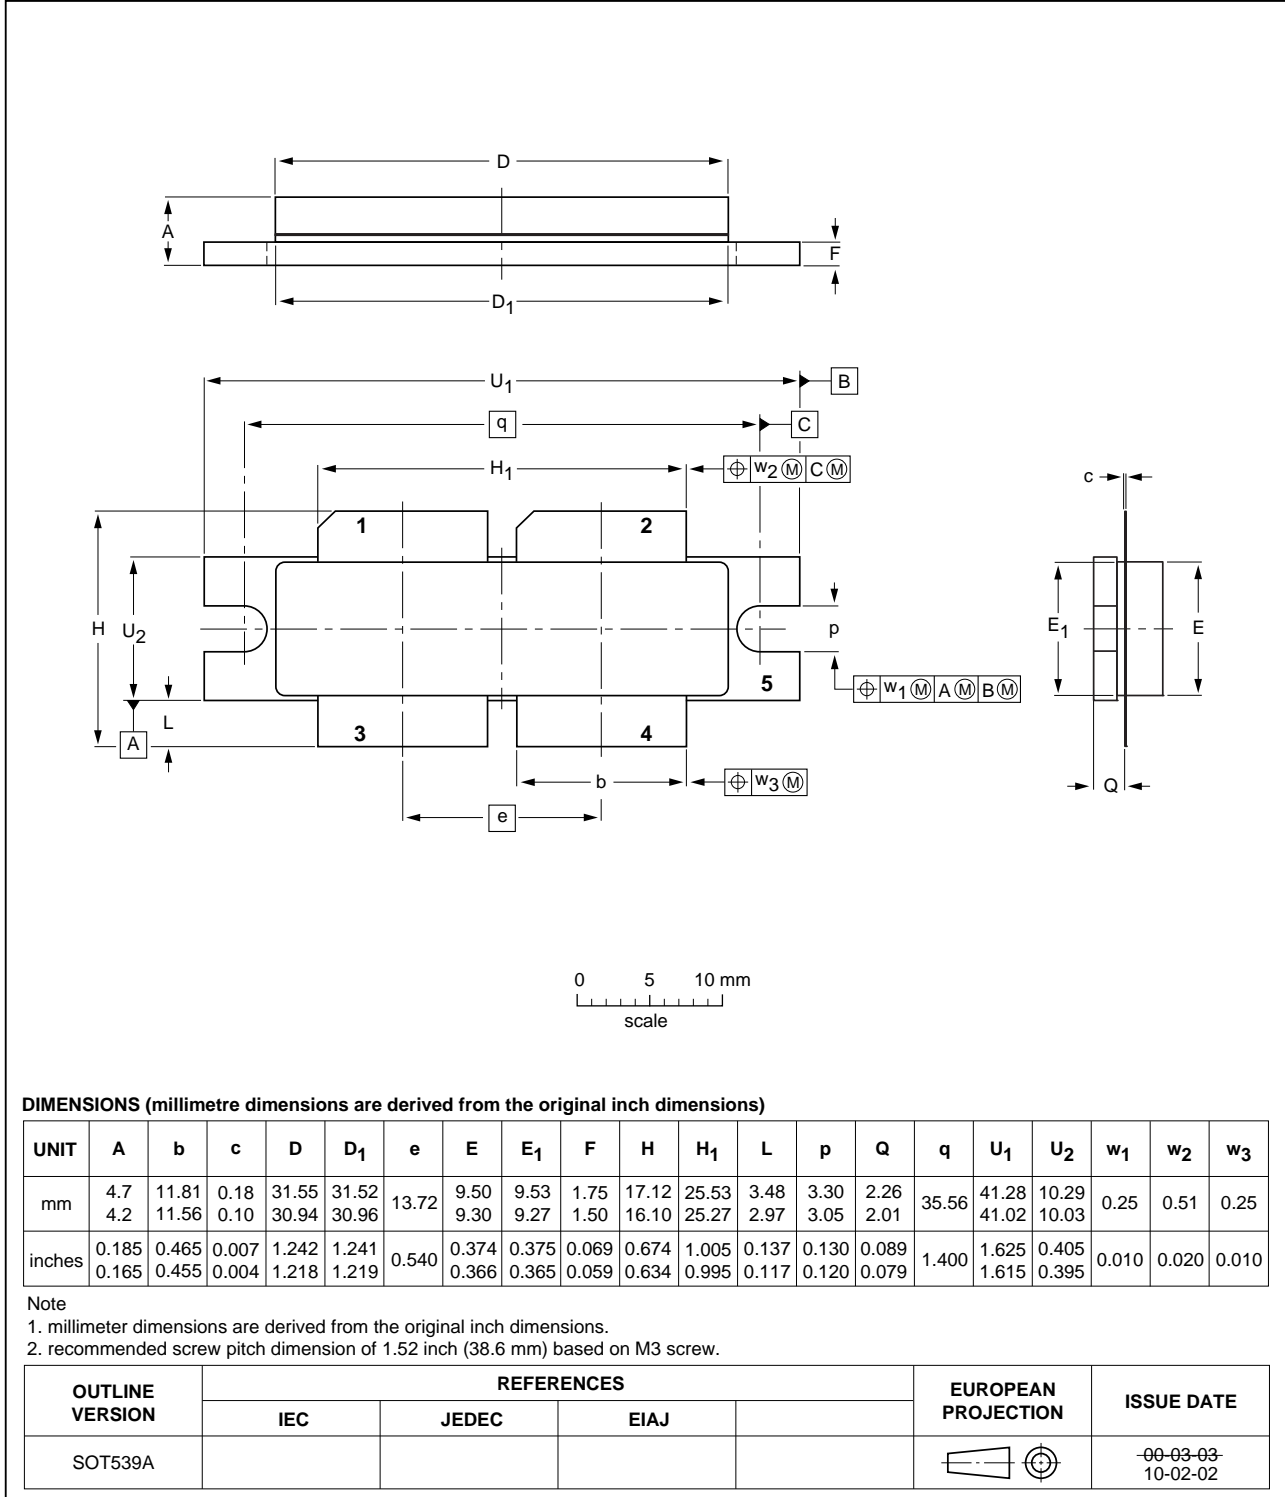 D
A
F
D1
U1
B
q
C
H1
w2 Ⓜ C Ⓜ
c
1
2
H
U2
p
E1
E
5
w1 Ⓜ A Ⓜ B Ⓜ
L
A
3
4
b
w3 Ⓜ
Q
e
0 5 10 mm
scale
DIMENSIONS (millimetre dimensions are derived from the original inch dimensions)
UNIT A b c D D1 e E E1 F H H1 L p Q q U1 U2 w1 w2 w3
mm 4.7 11.81 0.18 31.55 31.52 13.72 9.50 9.53 1.75 17.12 25.53 3.48 3.30 2.26 35.56 41.28 10.29 0.25 0.51 0.25
4.2 11.56 0.10 30.94 30.96 9.30 9.27 1.50 16.10 25.27 2.97 3.05 2.01 41.02 10.03
inches 0.185 0.465 0.007 1.242 1.241 0.540 0.374 0.375 0.069 0.674 1.005 0.137 0.130 0.089 1.400 1.625 0.405 0.010 0.020 0.010
0.165 0.455 0.004 1.218 1.219 0.366 0.365 0.059 0.634 0.995 0.117 0.120 0.079 1.615 0.395
Note
1. millimeter dimensions are derived from the original inch dimensions.
2. recommended screw pitch dimension of 1.52 inch (38.6 mm) based on M3 screw.
OUTLINE VERSION
REFERENCES
IEC JEDEC EIAJ
EUROPEAN PROJECTION
ISSUE DATE
SOT539A
00-03-03
10-02-02